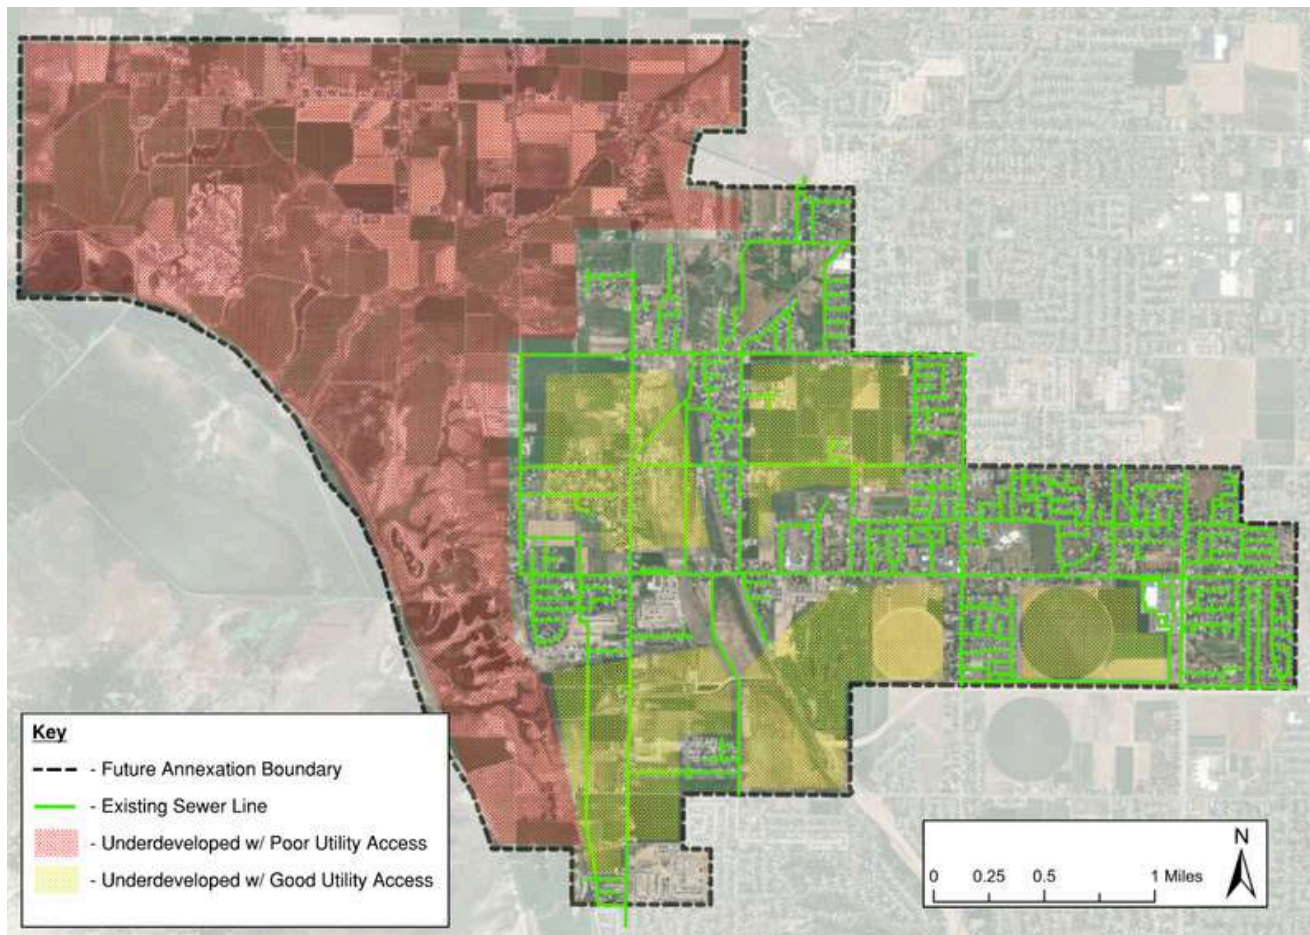 Key
- Future Annexation Boundary
- Existing Sewer Line
- Underdeveloped w/ Poor Utility Access
- Underdeveloped w/ Good Utility Access
N
0 0.25 0.5 1 Miles